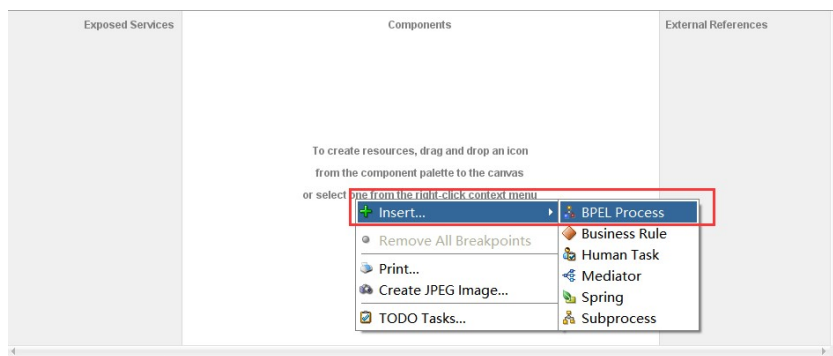 Exposed Services
Components
External References
To create resources, drag and drop an icon
from the component palette to the canvas
or select one from the right-click context menu
Insert...
Remove All Breakpoints
Print...
Create JPEG Image...
TODO Tasks...
BPEL Process
Business Rule
Human Task
Mediator
Spring
Subprocess